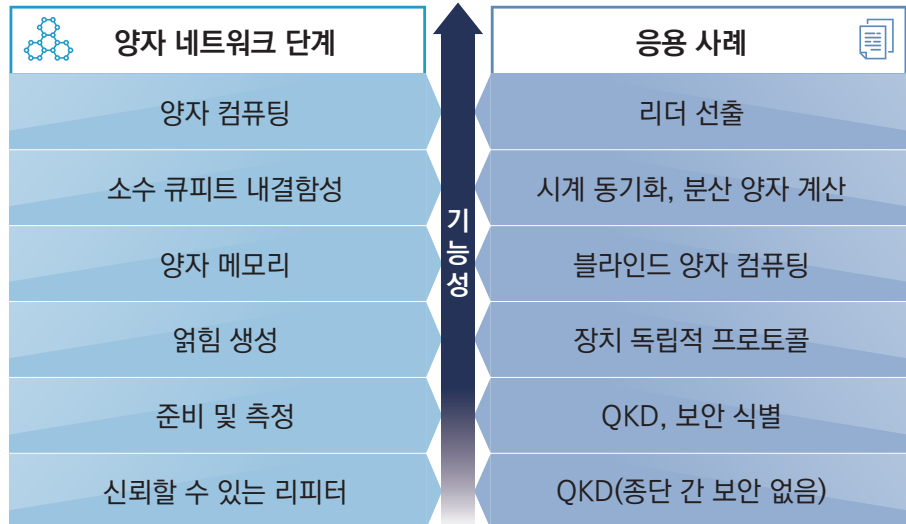 양자 네트워크 단계
응용 사례
양자 컴퓨팅
리더 선출
소수 큐피트 내결함성
시계 동기화, 분산 양자 계산
양자 메모리
블라인드 양자 컴퓨팅
얽힘 생성
장치 독립적 프로토콜
준비 및 측정
QKD, 보안 식별
신뢰할 수 있는 리피터
QKD(종단 간 보안 없음)
기능성